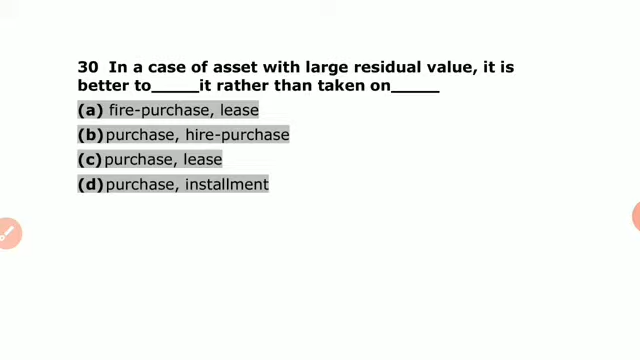 30 In a case of asset with large residual value, it is
better to_____it rather than taken on_____
(a) fire-purchase, lease
(b) purchase, hire-purchase
(c) purchase, lease
(d) purchase, installment